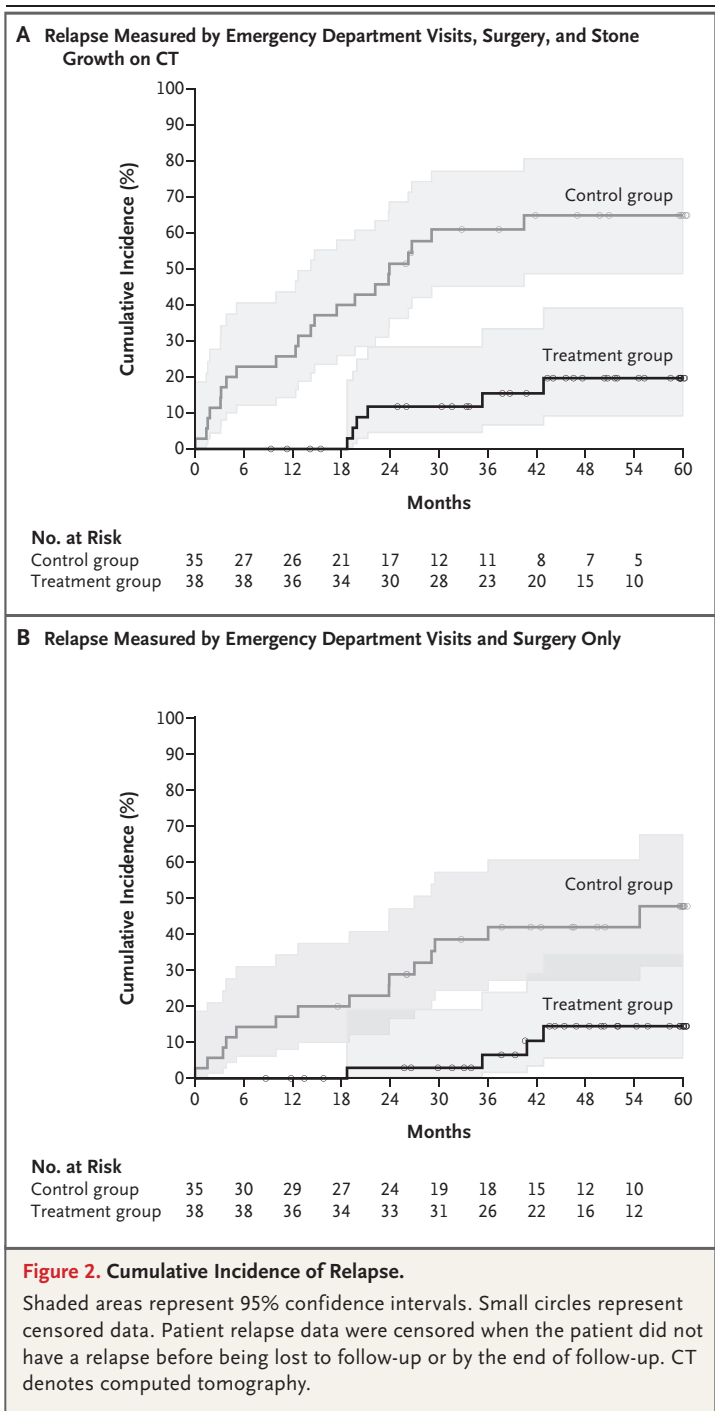 A Relapse Measured by Emergency Department Visits, Surgery, and Stone
Growth on CT
100
90
80
70
60
50
40
30
20
10
0
Cumulative Incidence (%)
Control group
Treatment group
0 6 12 18 24 30 36 42 48 54 60
Months
No. at Risk
Control group 35 27 26 21 17 12 11 8 7 5
Treatment group 38 38 36 34 30 28 23 20 15 10
B Relapse Measured by Emergency Department Visits and Surgery Only
100
90
80
70
60
50
40
30
20
10
0
Cumulative Incidence (%)
Control group
Treatment group
0 6 12 18 24 30 36 42 48 54 60
Months
No. at Risk
Control group 35 30 29 27 24 19 18 15 12 10
Treatment group 38 38 36 34 33 31 26 22 16 12
Figure 2. Cumulative Incidence of Relapse.
Shaded areas represent 95% confidence intervals. Small circles represent
censored data. Patient relapse data were censored when the patient did not
have a relapse before being lost to follow-up or by the end of follow-up. CT
denotes computed tomography.